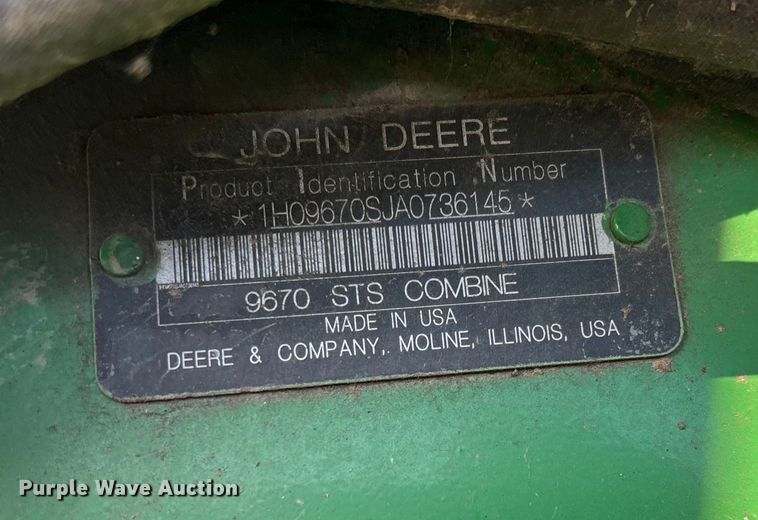 JOHN DEERE
Product Identification Number
*1H09670SJA0736145*
9670 STS COMBINE
MADE IN USA
DEERE & COMPANY, MOLINE, ILLINOIS, USA
Purple Wave Auction